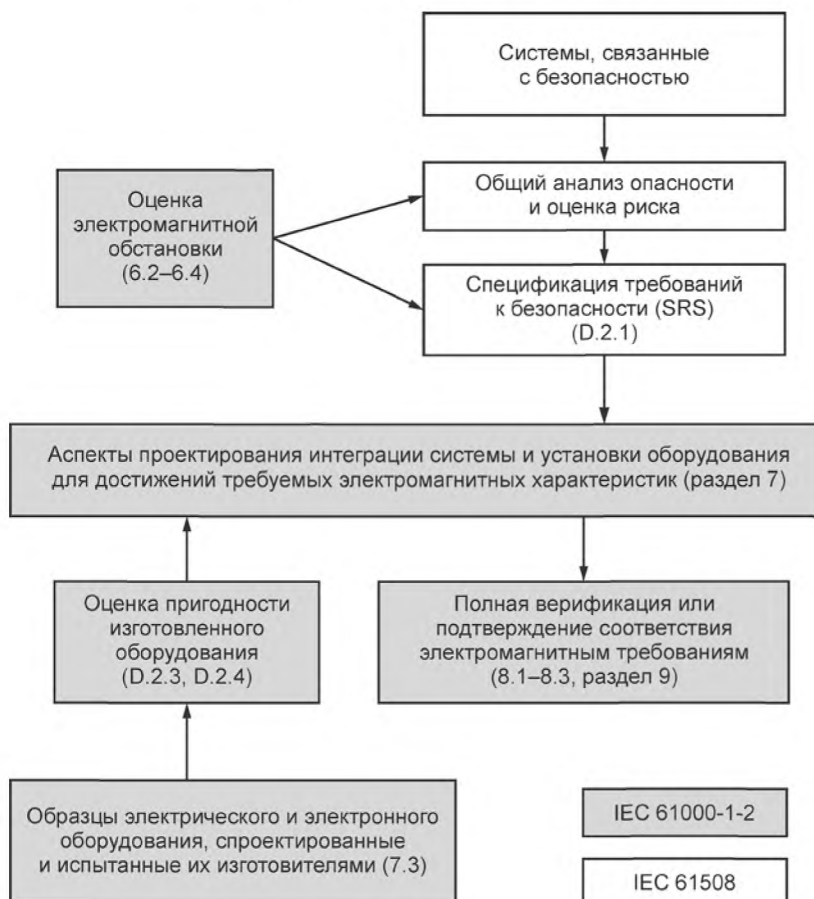 Системы, связанные
с безопасностью
Оценка
электромагнитной
обстановки
(6.2–6.4)
Общий анализ опасности
и оценка риска
Спецификация требований
к безопасности (SRS)
(D.2.1)
Аспекты проектирования интеграции системы и установки оборудования
для достижений требуемых электромагнитных характеристик (раздел 7)
Оценка пригодности
изготовленного
оборудования
(D.2.3, D.2.4)
Полная верификация или
подтверждение соответствия
электромагнитным требованиям
(8.1–8.3, раздел 9)
Образцы электрического и электронного
оборудования, спроектированные
и испытанные их изготовителями (7.3)
IEC 61000-1-2
IEC 61508